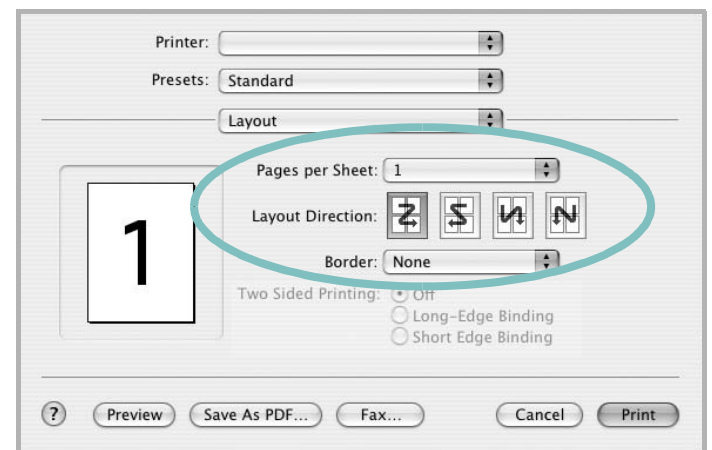 Printer:
Presets: Standard
Layout
Pages per Sheet: 1
Layout Direction:
Border: None
1
Two Sided Printing: Off
Long-Edge Binding
Short Edge Binding
? Preview Save As PDF... Fax... Cancel Print